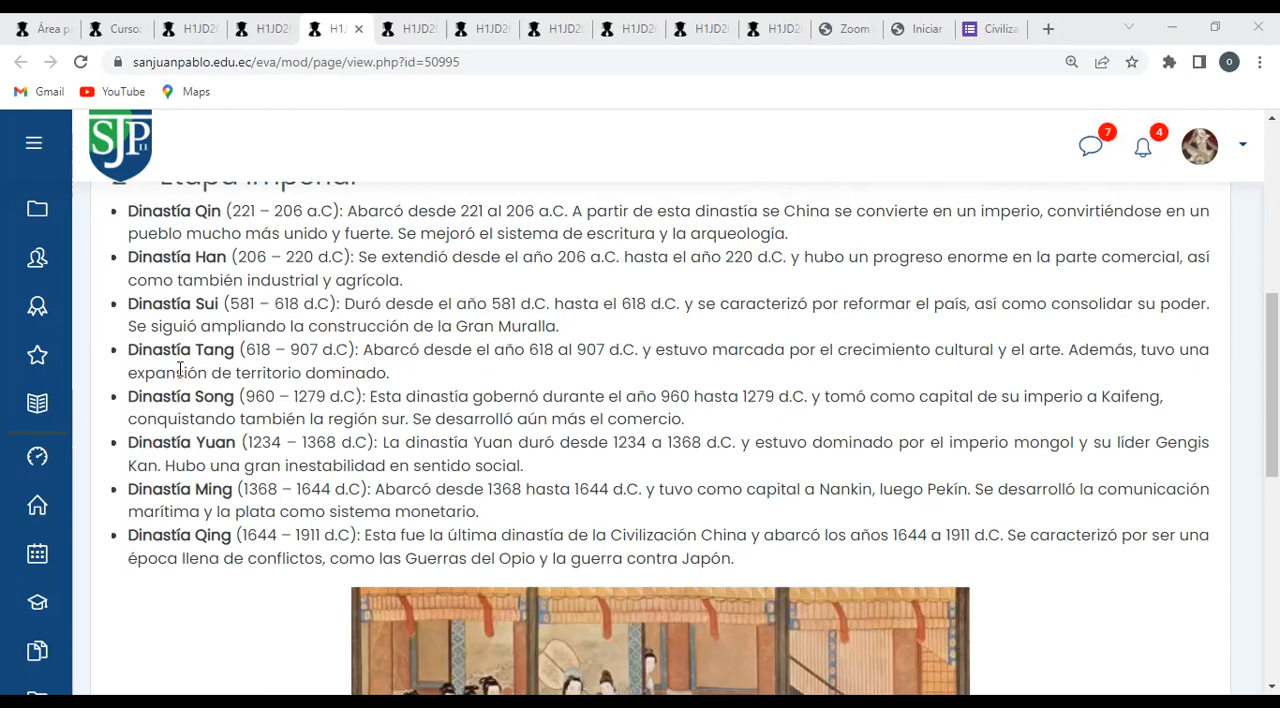 Área p
Curso:
H1JD20
H1JD20
H1J
H1JD20
H1JD20
H1JD20
H1JD20
H1JD20
H1JD20
Zoom
Iniciar
Civiliza
sanjuanpablo.edu.ec/eva/mod/page/view.php?id=50995
O
Gmail
YouTube
Maps
SJP
II
7
4
2 Etapa Imperial
Dinastía Qin (221 – 206 a.C): Abarcó desde 221 al 206 a.C. A partir de esta dinastía se China se convierte en un imperio, convirtiéndose en un
pueblo mucho más unido y fuerte. Se mejoró el sistema de escritura y la arqueología.
Dinastía Han (206 – 220 d.C): Se extendió desde el año 206 a.C. hasta el año 220 d.C. y hubo un progreso enorme en la parte comercial, así
como también industrial y agrícola.
Dinastía Sui (581 – 618 d.C): Duró desde el año 581 d.C. hasta el 618 d.C. y se caracterizó por reformar el país, así como consolidar su poder.
Se siguió ampliando la construcción de la Gran Muralla.
Dinastía Tang (618 – 907 d.C): Abarcó desde el año 618 al 907 d.C. y estuvo marcada por el crecimiento cultural y el arte. Además, tuvo una
expansión de territorio dominado.
Dinastía Song (960 – 1279 d.C): Esta dinastía gobernó durante el año 960 hasta 1279 d.C. y tomó como capital de su imperio a Kaifeng,
conquistando también la región sur. Se desarrolló aún más el comercio.
Dinastía Yuan (1234 – 1368 d.C): La dinastía Yuan duró desde 1234 a 1368 d.C. y estuvo dominado por el imperio mongol y su líder Gengis
Kan. Hubo una gran inestabilidad en sentido social.
Dinastía Ming (1368 – 1644 d.C): Abarcó desde 1368 hasta 1644 d.C. y tuvo como capital a Nankin, luego Pekín. Se desarrolló la comunicación
marítima y la plata como sistema monetario.
Dinastía Qing (1644 – 1911 d.C): Esta fue la última dinastía de la Civilización China y abarcó los años 1644 a 1911 d.C. Se caracterizó por ser una
época llena de conflictos, como las Guerras del Opio y la guerra contra Japón.